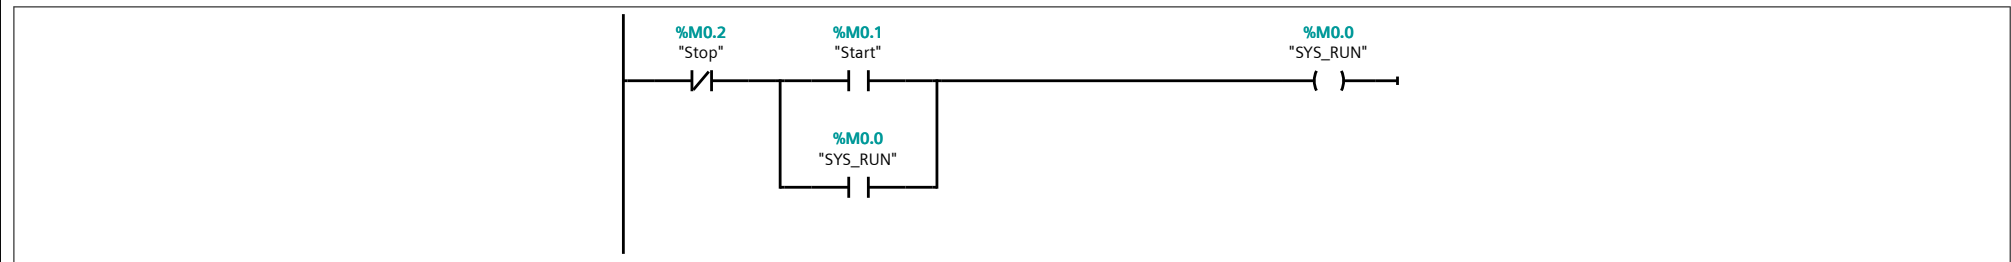 %M0.2
"Stop"
%M0.1
"Start"
%M0.0
"SYS_RUN"
%M0.0
"SYS_RUN"